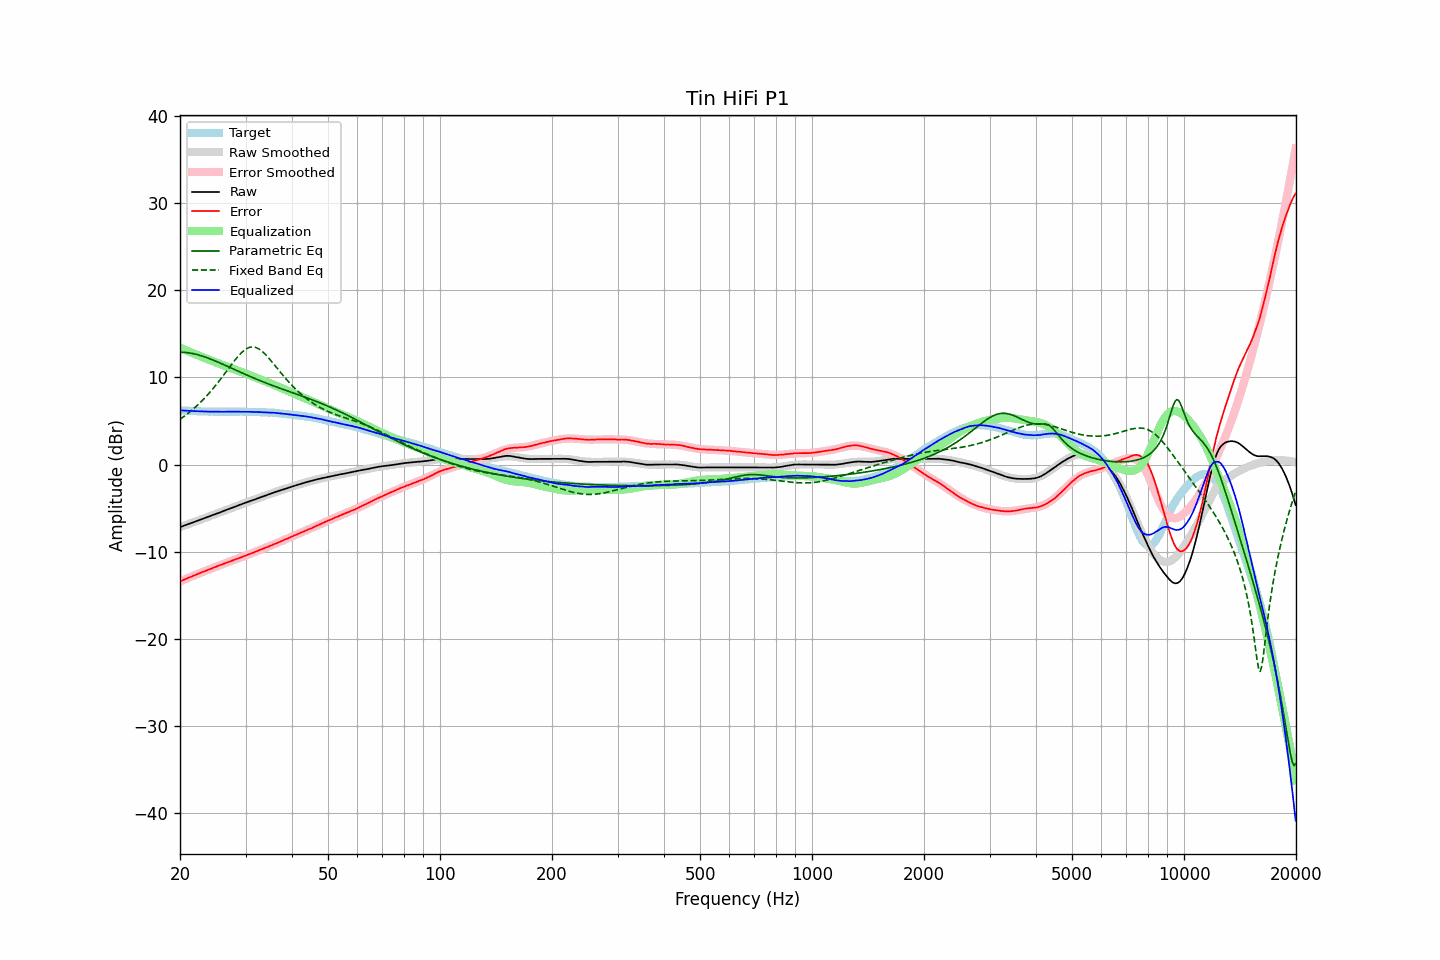 Tin HiFi P1
40
30
20
10
0
−10
−20
−30
−40
Amplitude (dBr)
Target
Raw Smoothed
Error Smoothed
Raw
Error
Equalization
Parametric Eq
Fixed Band Eq
Equalized
20 50 100 200 500 1000 2000 5000 10000 20000
Frequency (Hz)